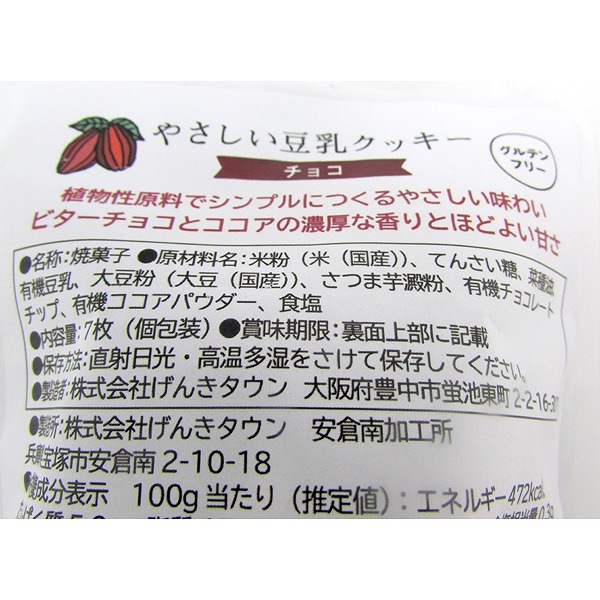 やさしい豆乳クッキー
チョコ
グルテン
フリー
植物性原料でシンプルにつくるやさしい味わい
ビターチョコとココアの濃厚な香りとほどよい甘さ
●名称：焼菓子 ●原材料名：米粉（米（国産））、てんさい糖、菜種油、
有機豆乳、大豆粉（大豆（国産））、さつま芋澱粉、有機チョコレート
チップ、有機ココアパウダー、食塩
●内容量：7枚（個包装）●賞味期限：裏面上部に記載
●保存方法：直射日光・高温多湿をさけて保存してください。
●製造者：株式会社げんきタウン 大阪府豊中市蛍池東町2-2-16-
●製造所：株式会社げんきタウン 安倉南加工所
兵庫宝塚市安倉南2-10-18
成分表示 100g当たり（推定値）：エネルギー472kcal